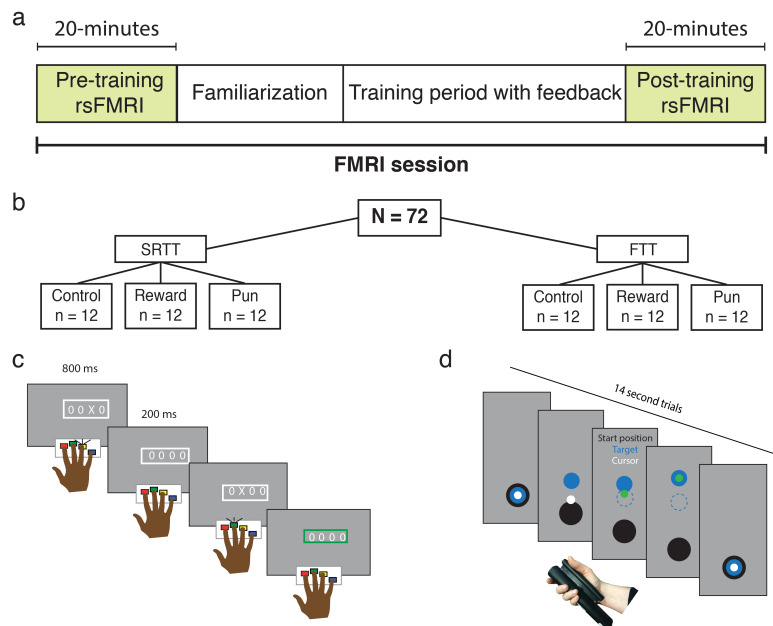 a
20-minutes
20-minutes
Pre-training
rsFMRI
Familiarization
Training period with feedback
Post-training
rsFMRI
FMRI session
b
N = 72
SRTT
FTT
Control
n = 12
Reward
n = 12
Pun
n = 12
Control
n = 12
Reward
n = 12
Pun
n = 12
c
800 ms
0 0 X 0
200 ms
0 0 0 0
0 X 0 0
0 0 0 0
d
14 second trials
Start position
Target
Cursor